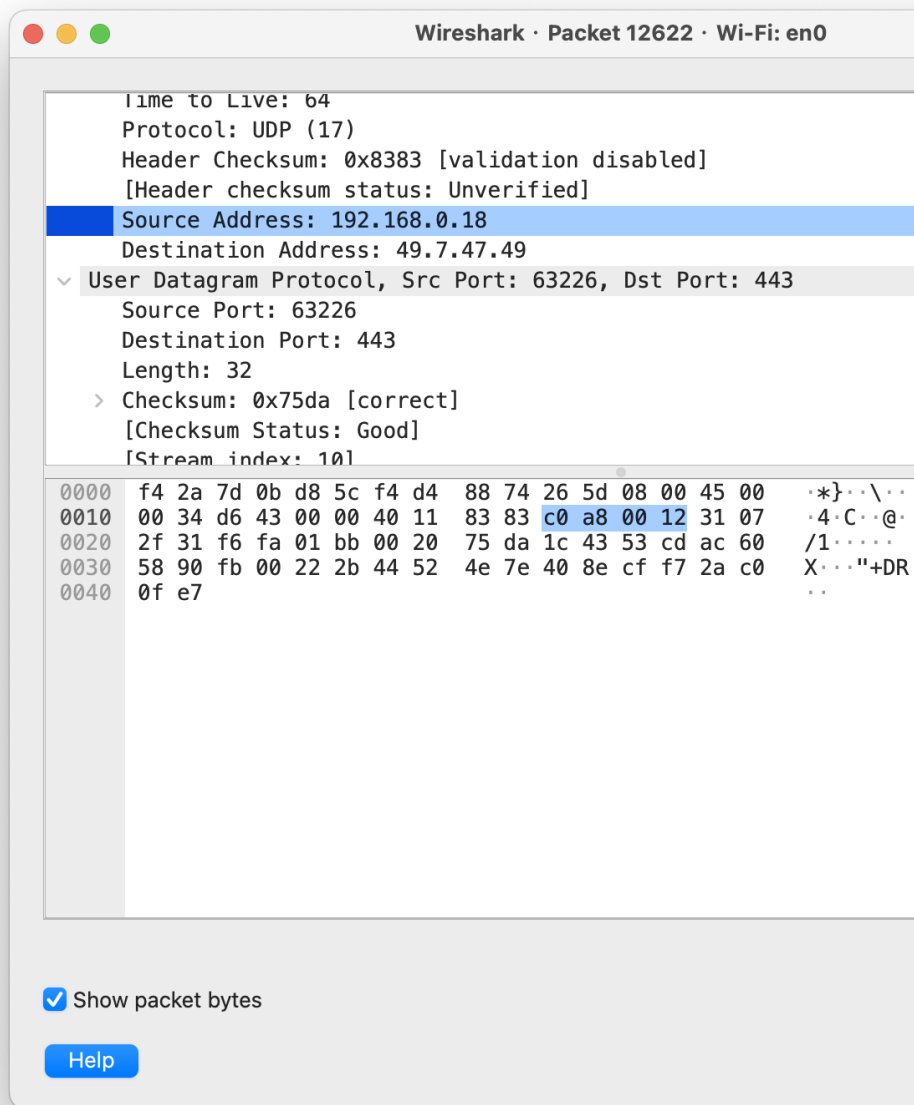 Wireshark · Packet 12622 · Wi-Fi: en0
Time to Live: 64
Protocol: UDP (17)
Header Checksum: 0x8383 [validation disabled]
[Header checksum status: Unverified]
Source Address: 192.168.0.18
Destination Address: 49.7.47.49
User Datagram Protocol, Src Port: 63226, Dst Port: 443
Source Port: 63226
Destination Port: 443
Length: 32
Checksum: 0x75da [correct]
[Checksum Status: Good]
[Stream index: 10]
0000 f4 2a 7d 0b d8 5c f4 d4 88 74 26 5d 08 00 45 00 ·*}··\··
0010 00 34 d6 43 00 00 40 11 83 83 c0 a8 00 12 31 07 ·4·C··@·
0020 2f 31 f6 fa 01 bb 00 20 75 da 1c 43 53 cd ac 60 /1·····
0030 58 90 fb 00 22 2b 44 52 4e 7e 40 8e cf f7 2a c0 X···"+DR
0040 0f e7 ··
Show packet bytes
Help